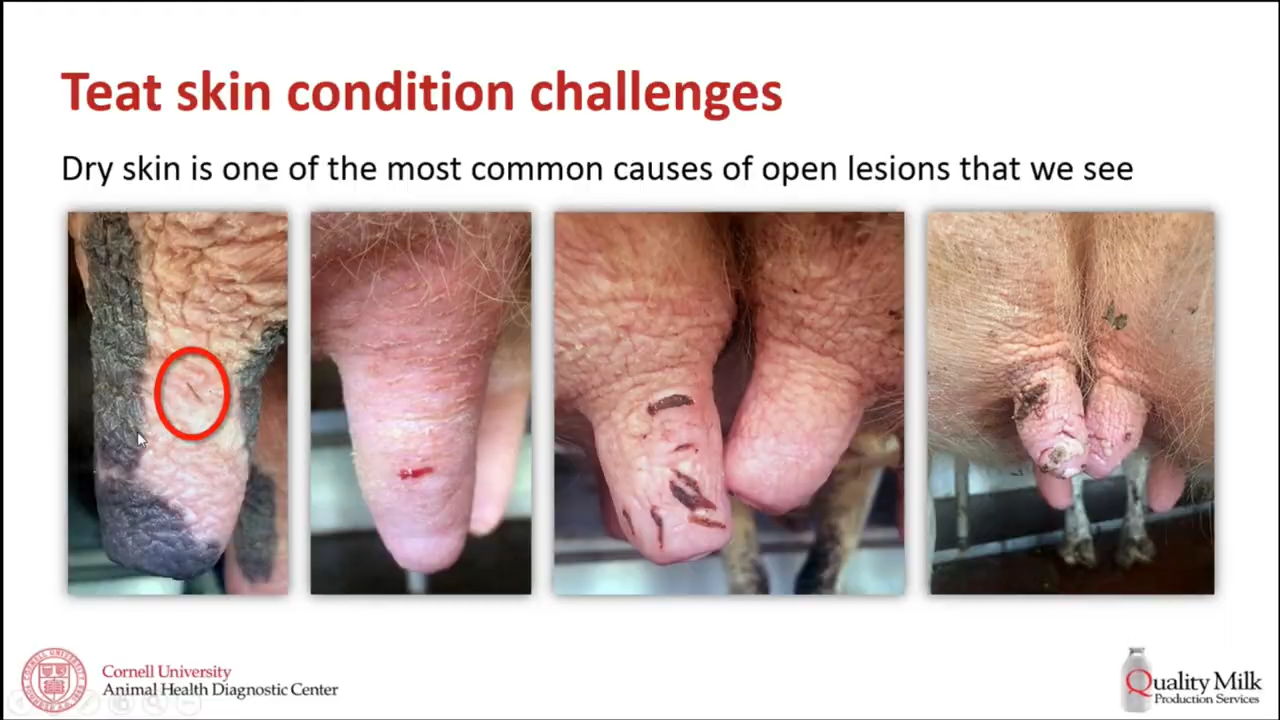 Teat skin condition challenges
Dry skin is one of the most common causes of open lesions that we see
Cornell University
Animal Health Diagnostic Center
Quality Milk
Production Services